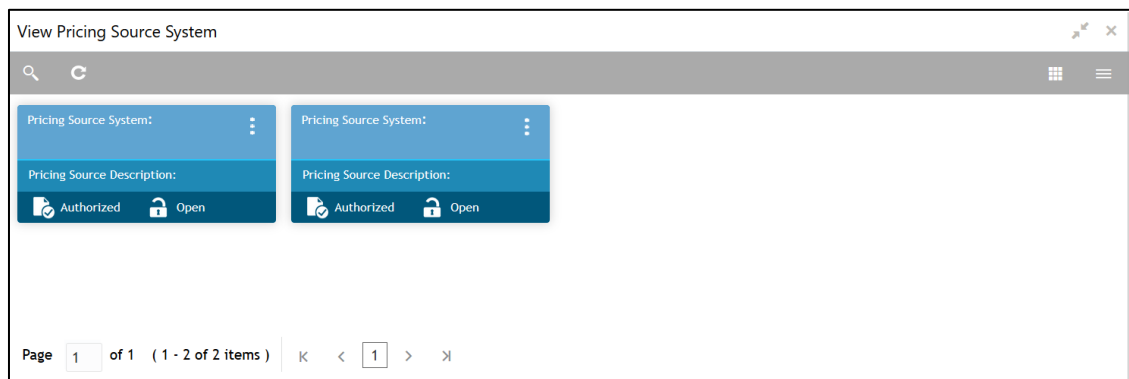 View Pricing Source System
Pricing Source System: Pricing Source System:
Pricing Source Description: Pricing Source Description:
Authorized Open Authorized Open
Page 1 of 1 ( 1 - 2 of 2 items ) 1